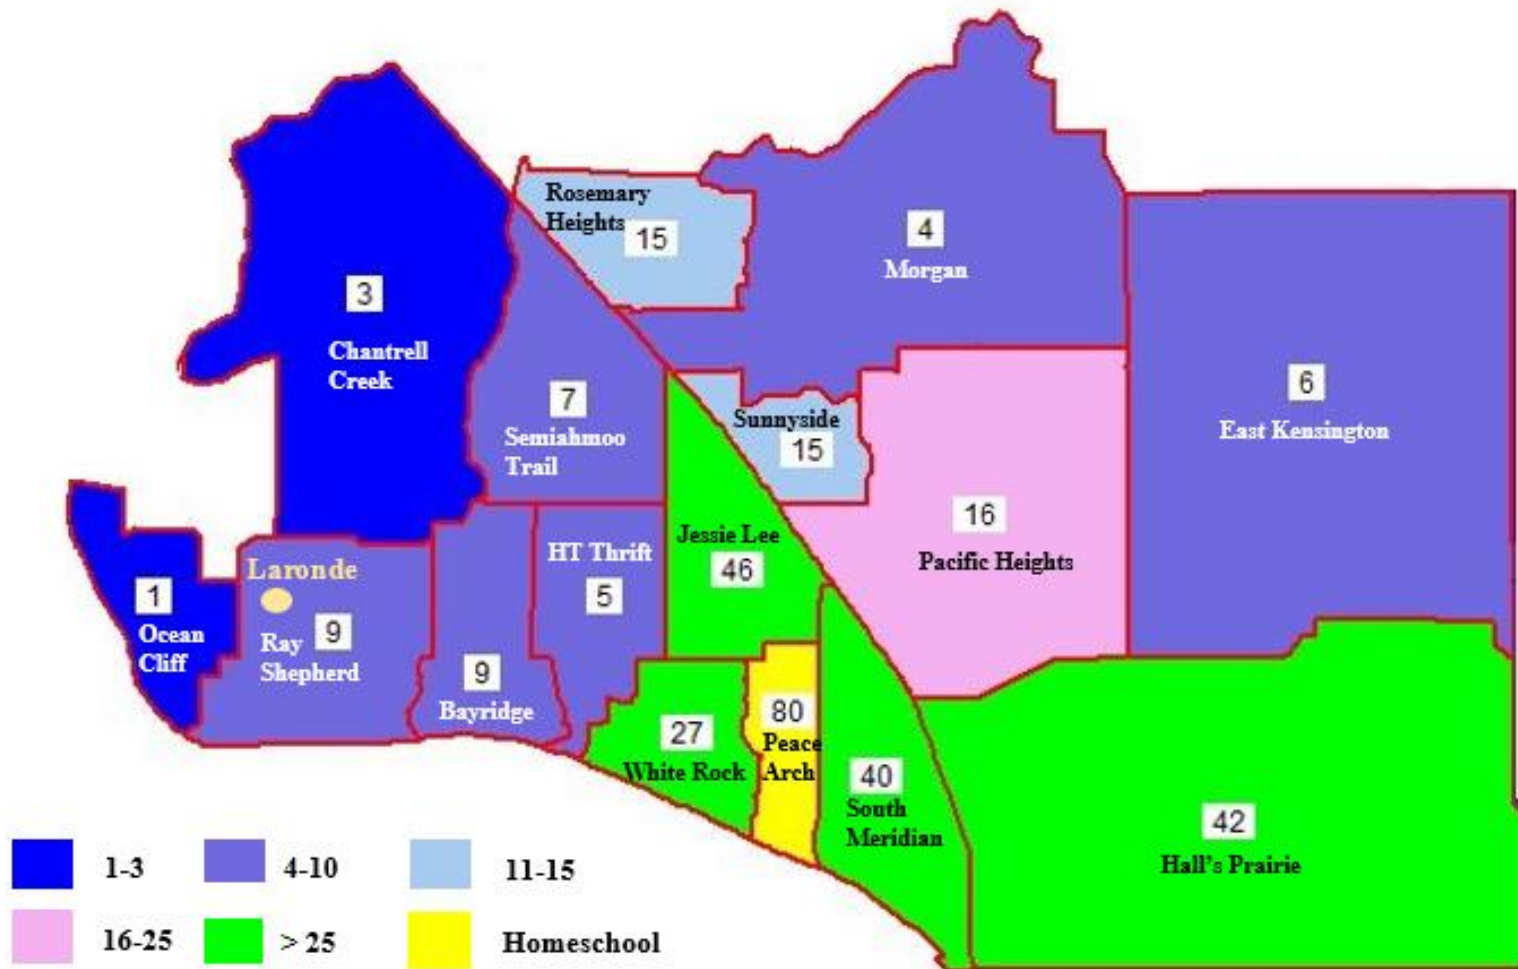 Rosemary
Heights
15
4
Morgan
3
Chantrell
Creek
7
Semiahmoo
Trail
Sunnyside
15
6
East Kensington
16
Pacific Heights
Jessie Lee
46
HT Thrift
5
Laronde
1
Ocean
Cliff
Ray
Shepherd
9
9
Bayridge
27
White Rock
80
Peace
Arch
40
South
Meridian
42
Hall's Prairie
1-3
4-10
11-15
16-25
> 25
Homeschool